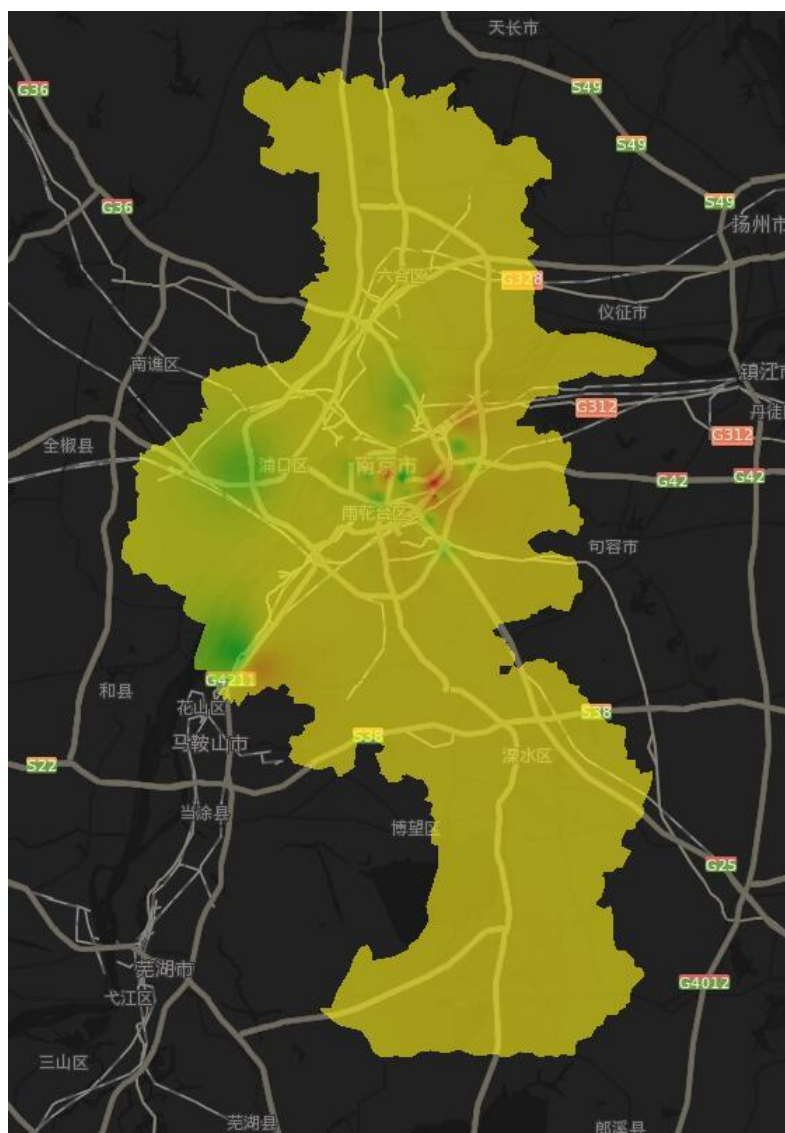 天长市
G36
S49
S49
G36
S49
扬州市
六合区
G328
仪征市
南谯区
镇江市
G312
丹徒
G312
全椒县
浦口区
南京市
G42
G42
雨花台区
句容市
G4211
和县
花山区
S38
马鞍山市
S38
S22
溧水区
当涂县
博望区
G25
芜湖市
G4012
弋江区
三山区
芜湖县
郎溪县